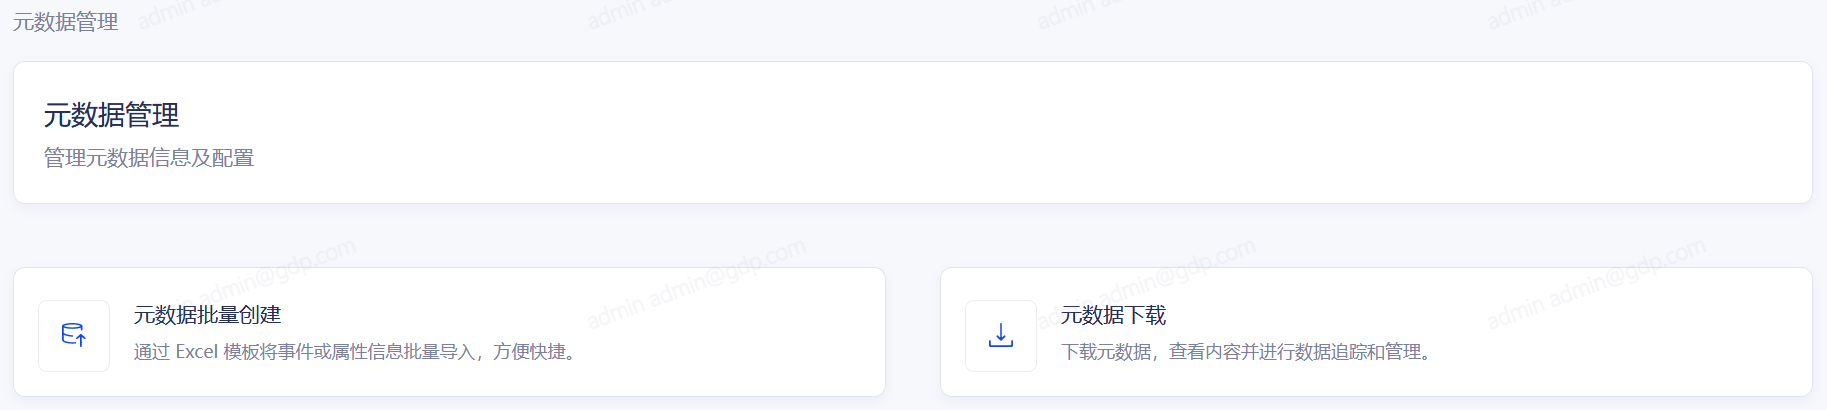 元数据管理
admin admin@gdp.com
元数据管理
管理元数据信息及配置
元数据批量创建
通过 Excel 模板将事件或属性信息批量导入，方便快捷。
元数据下载
下载元数据，查看内容并进行数据追踪和管理。
admin admin@gdp.com
admin admin@gdp.com
admin admin@gdp.com
admin admin@gdp.com